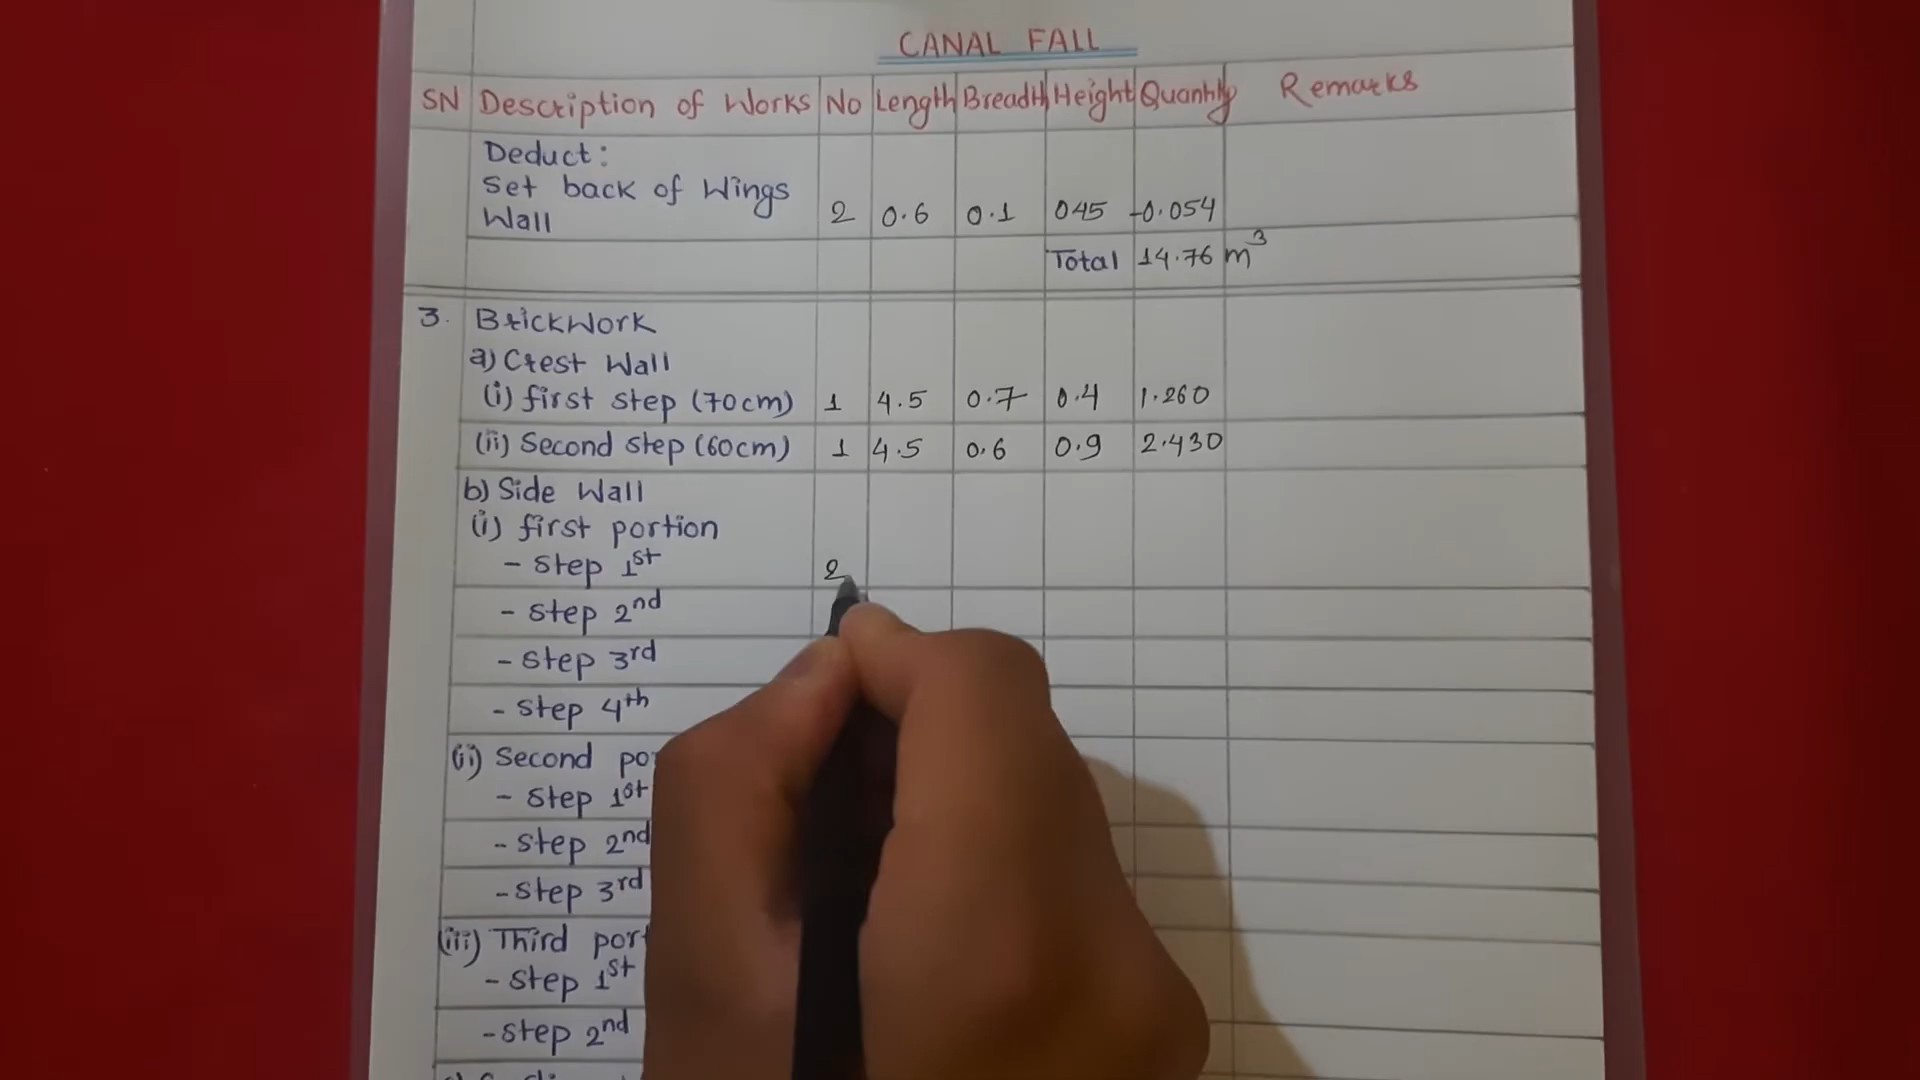 CANAL FALL
SN Description of Works No Length Breadth Height Quantity Remarks
Deduct:
Set back of Wings
Wall 2 0.6 0.1 045 -0.054
Total 14.76 m³
3. Brickwork
a) Crest Wall
(i) first step (70cm) 1 4.5 0.7 0.4 1.260
(ii) Second step (60cm) 1 4.5 0.6 0.9 2.430
b) Side Wall
(i) first portion
- Step 1st 2
- Step 2nd
- Step 3rd
- Step 4th
(ii) Second
- Step 1st
- Step 2nd
- Step 3rd
(iii) Third
- Step 1st
- Step 2nd